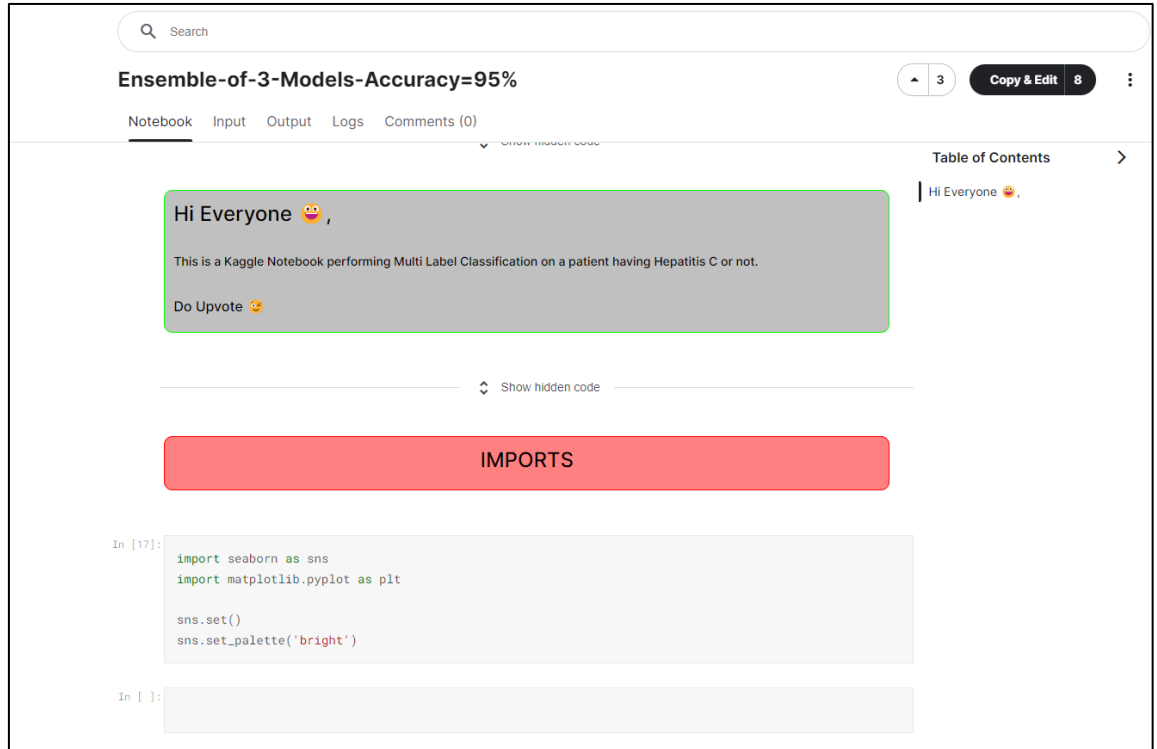 Search
Ensemble-of-3-Models-Accuracy=95%
3
Copy & Edit 8
Notebook Input Output Logs Comments (0)
Show hidden code
Table of Contents
Hi Everyone 😀,
Hi Everyone 😀,
This is a Kaggle Notebook performing Multi Label Classification on a patient having Hepatitis C or not.
Do Upvote 😉
Show hidden code
IMPORTS
In [17]:
import seaborn as sns
import matplotlib.pyplot as plt
sns.set()
sns.set_palette('bright')
In [ ]: